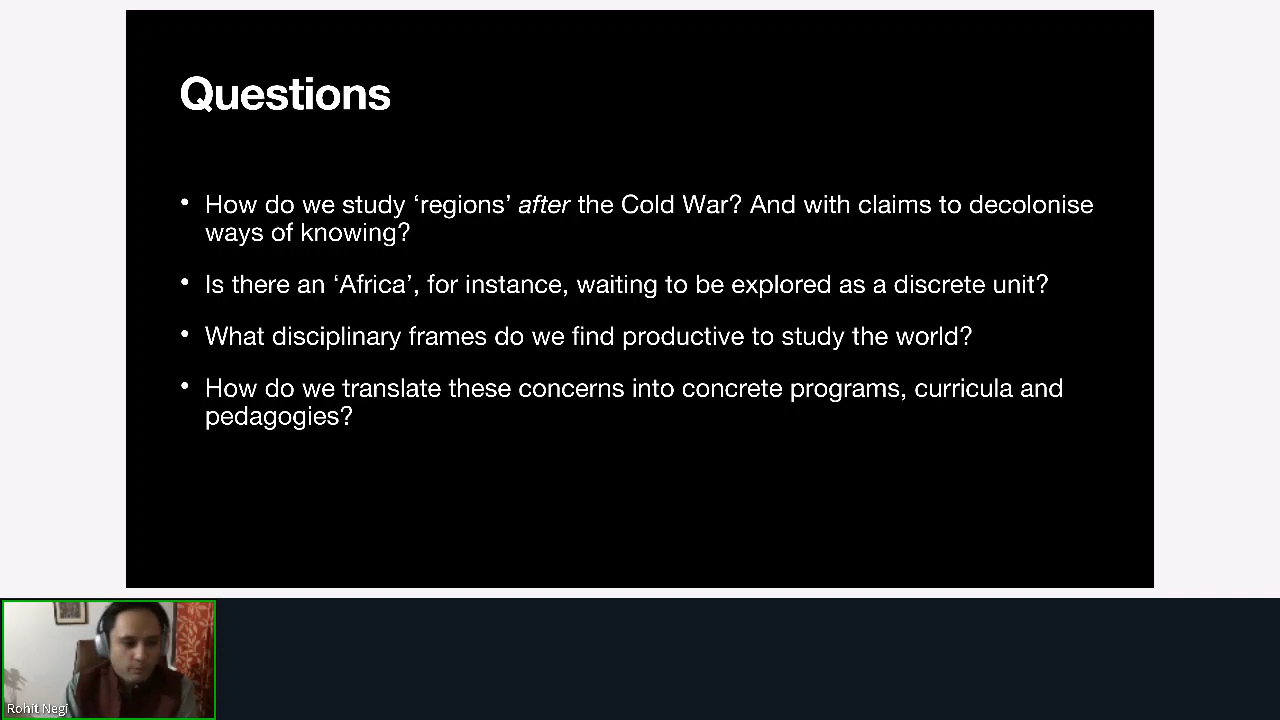 Questions
• How do we study ‘regions’ after the Cold War? And with claims to decolonise
ways of knowing?
• Is there an ‘Africa’, for instance, waiting to be explored as a discrete unit?
• What disciplinary frames do we find productive to study the world?
• How do we translate these concerns into concrete programs, curricula and
pedagogies?
Rohit Negi